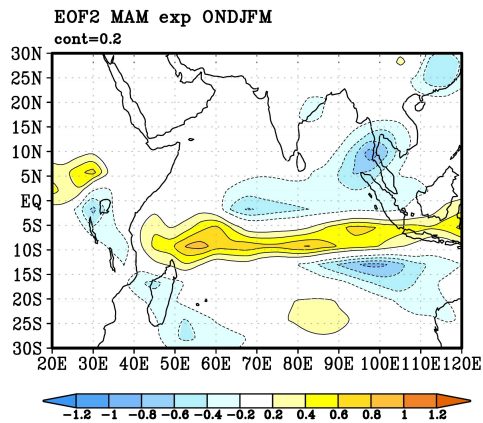 EOF2 MAM exp ONDJFM
cont=0.2
30N
25N
20N
15N
10N
5N
EQ
5S
10S
15S
20S
25S
30S
20E 30E 40E 50E 60E 70E 80E 90E 100E 110E 120E
-1.2 -1 -0.8 -0.6 -0.4 -0.2 0.2 0.4 0.6 0.8 1 1.2